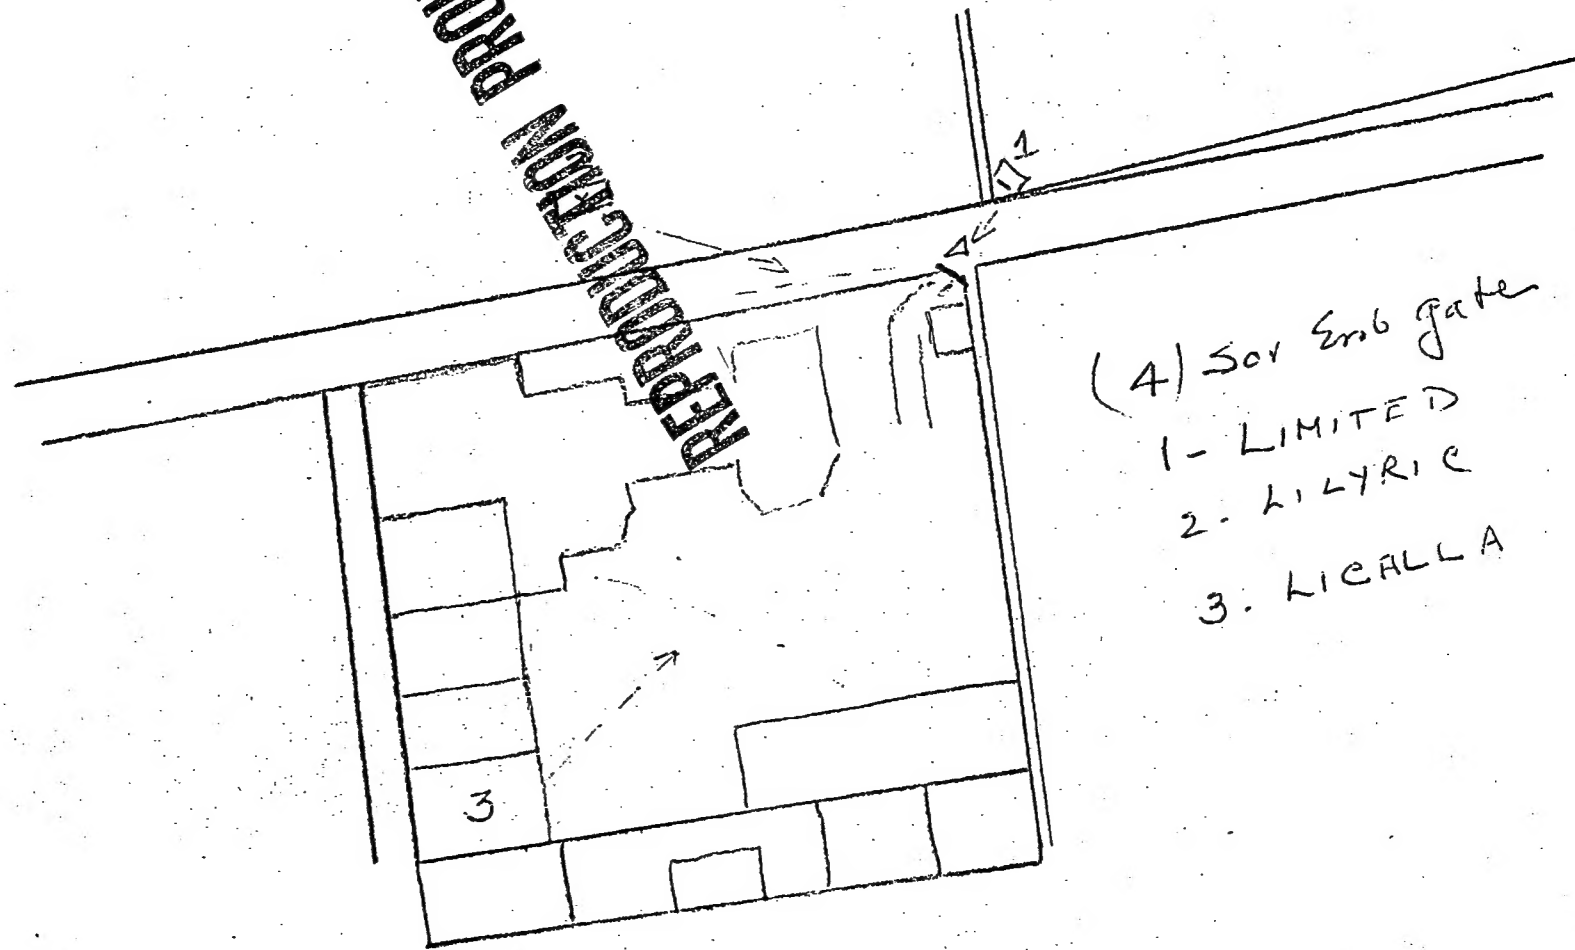 REPRODUCTION PRO
1
(4) Sov Emb gate
1- LIMITED
2. LILYRIC
3. LICALLA
3